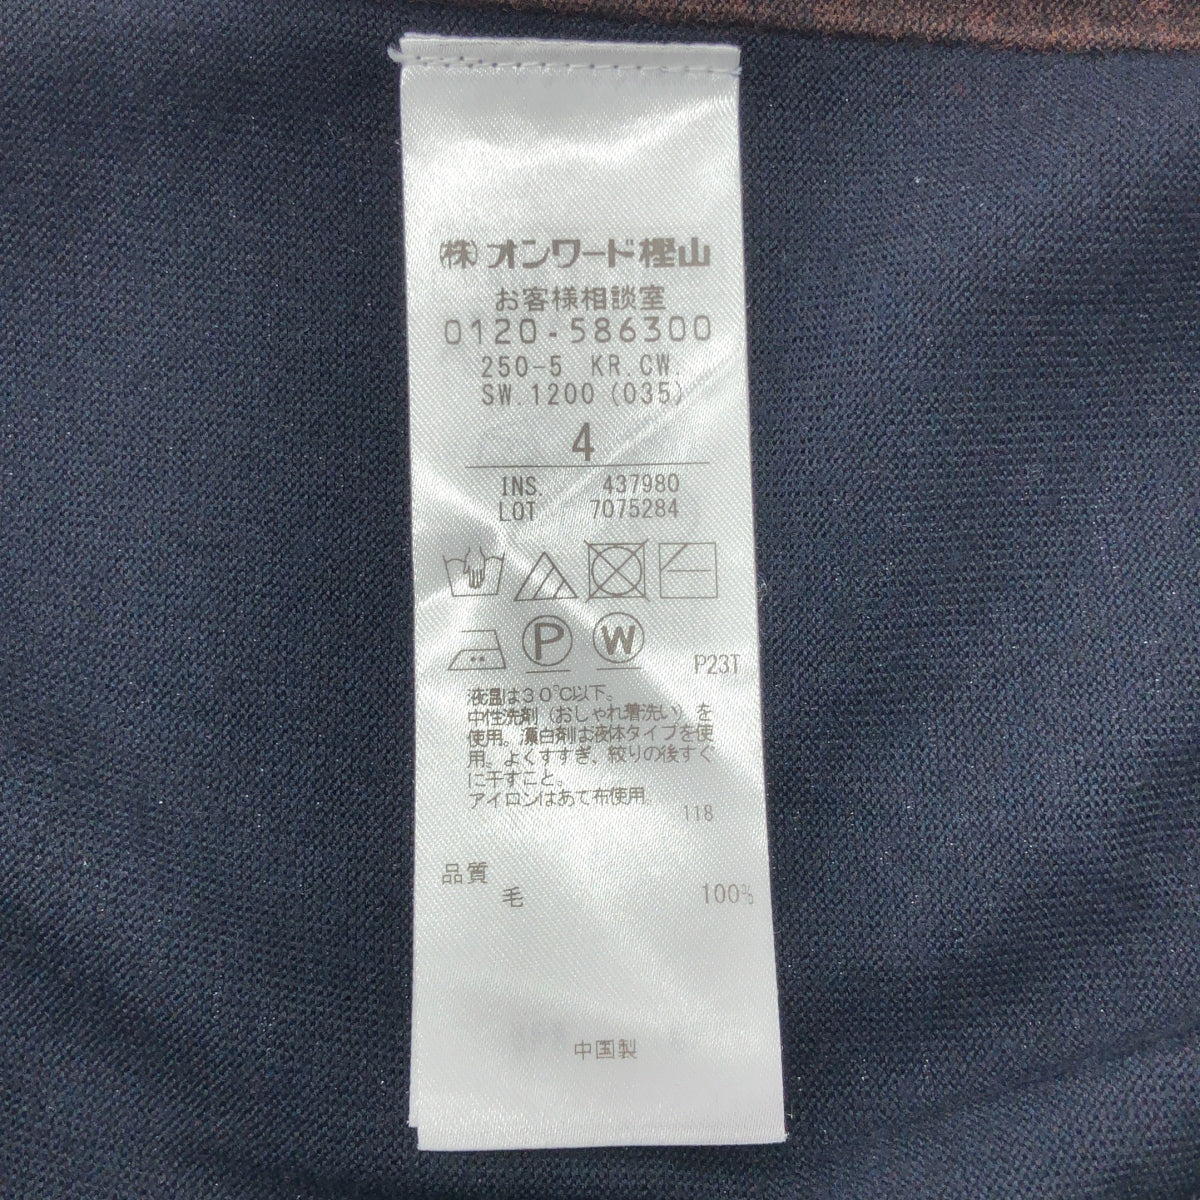 (株)オンワード樫山
お客様相談室
0120-586300
250-5 KR.CW.
SW.1200(035)
4
INS. 437980
LOT 7075284
P W
P23T
液温は30℃以下。
中性洗剤(おしゃれ着洗い)を
使用。漂白剤は液体タイプを使
用。よくすすぎ、絞りの後すぐ
に干すこと。
アイロンはあて布使用。
118
品質
毛 100%
中国製